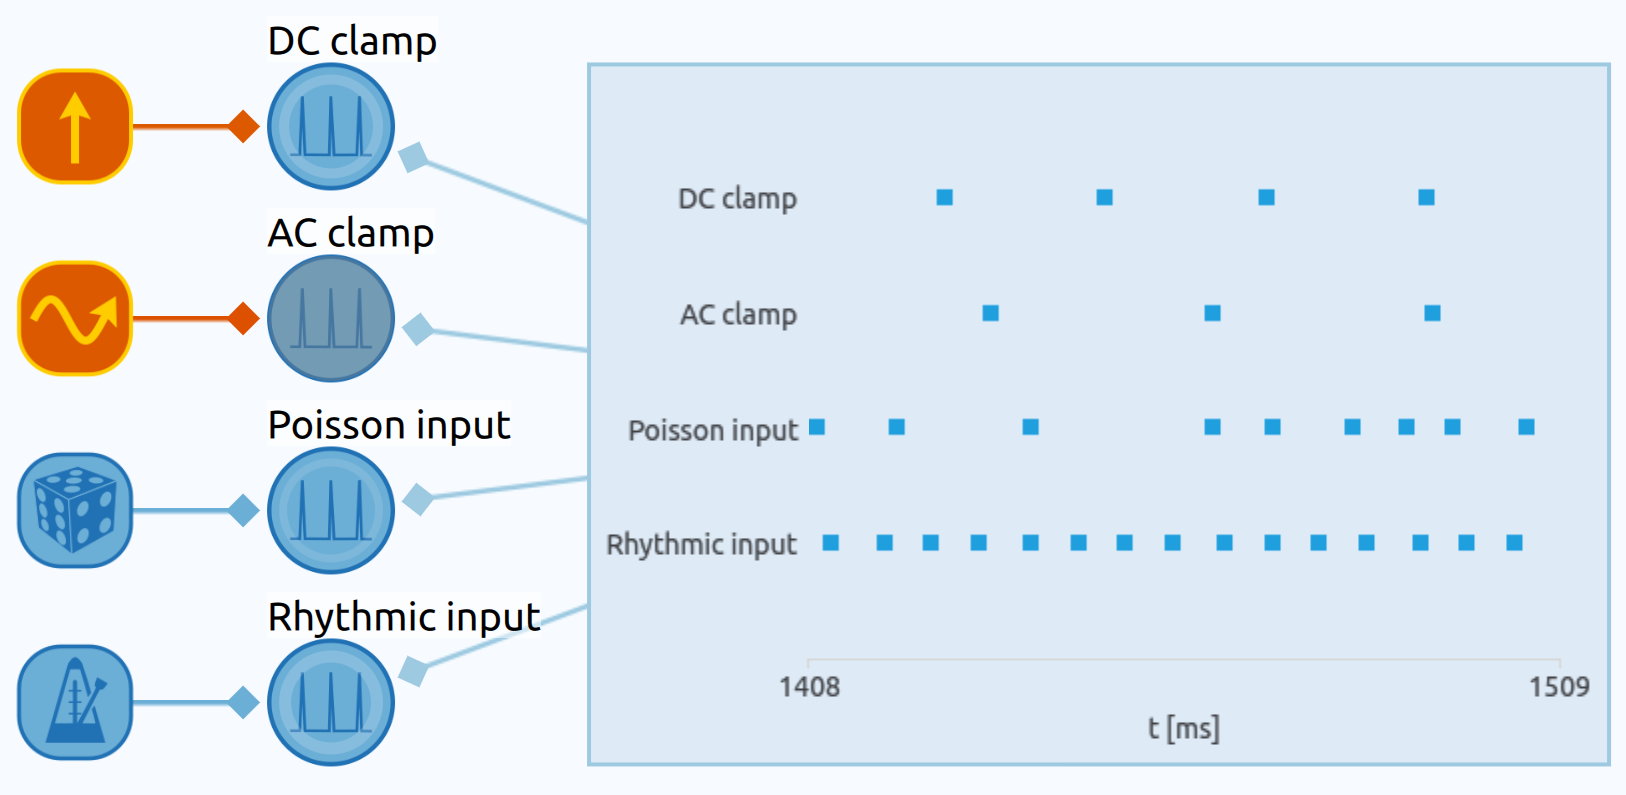 DC clamp
AC clamp
Poisson input
Rhythmic input
DC clamp
AC clamp
Poisson input
Rhythmic input
1408 1509
t [ms]